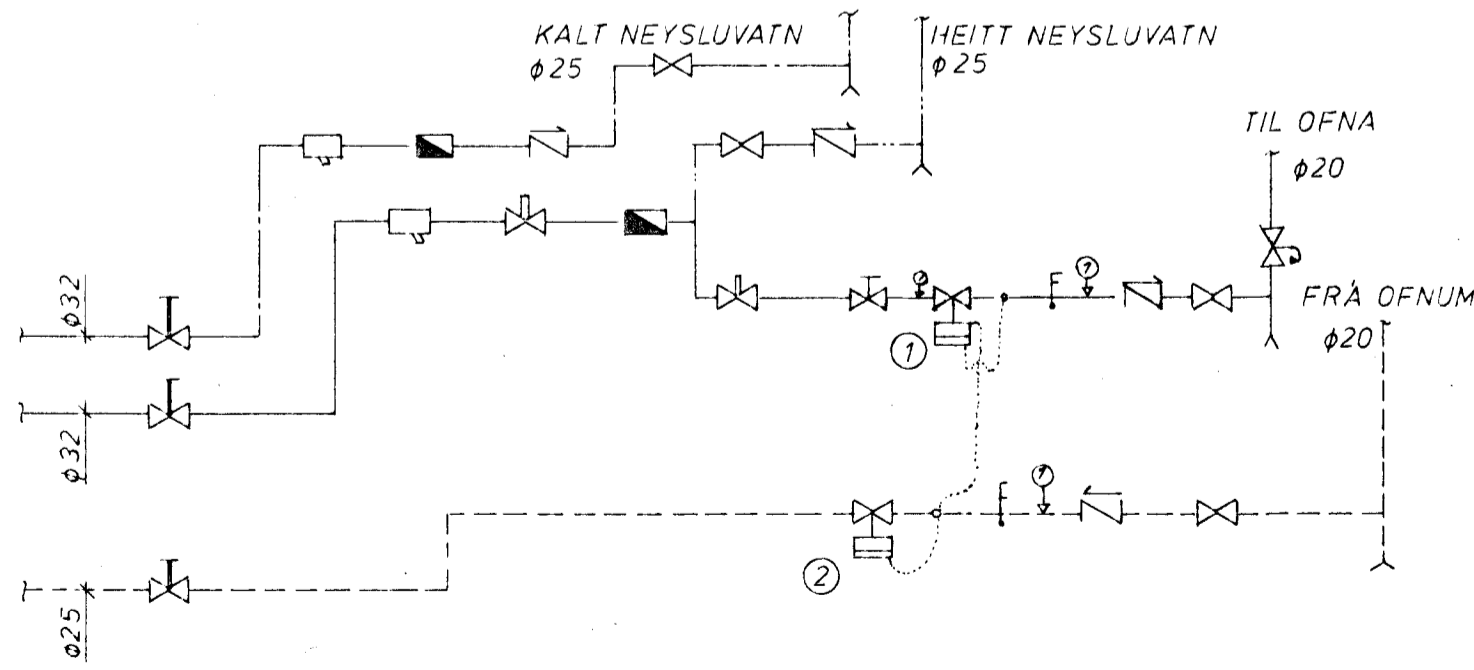 KALT NEYSLUVATN
φ25
HEITT NEYSLUVATN
φ25
TIL OFNA
φ20
FRÁ OFNUM
φ20
φ32
φ32
φ25
1
2